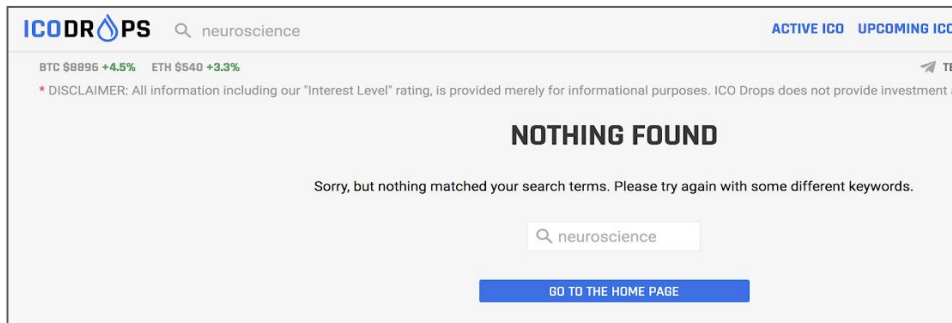 ICODROPS neuroscience ACTIVE ICO UPCOMING ICO
BTC $8896 +4.5% ETH $540 +3.3%
* DISCLAIMER: All information including our "Interest Level" rating, is provided merely for informational purposes. ICO Drops does not provide investment
NOTHING FOUND
Sorry, but nothing matched your search terms. Please try again with some different keywords.
neuroscience
GO TO THE HOME PAGE